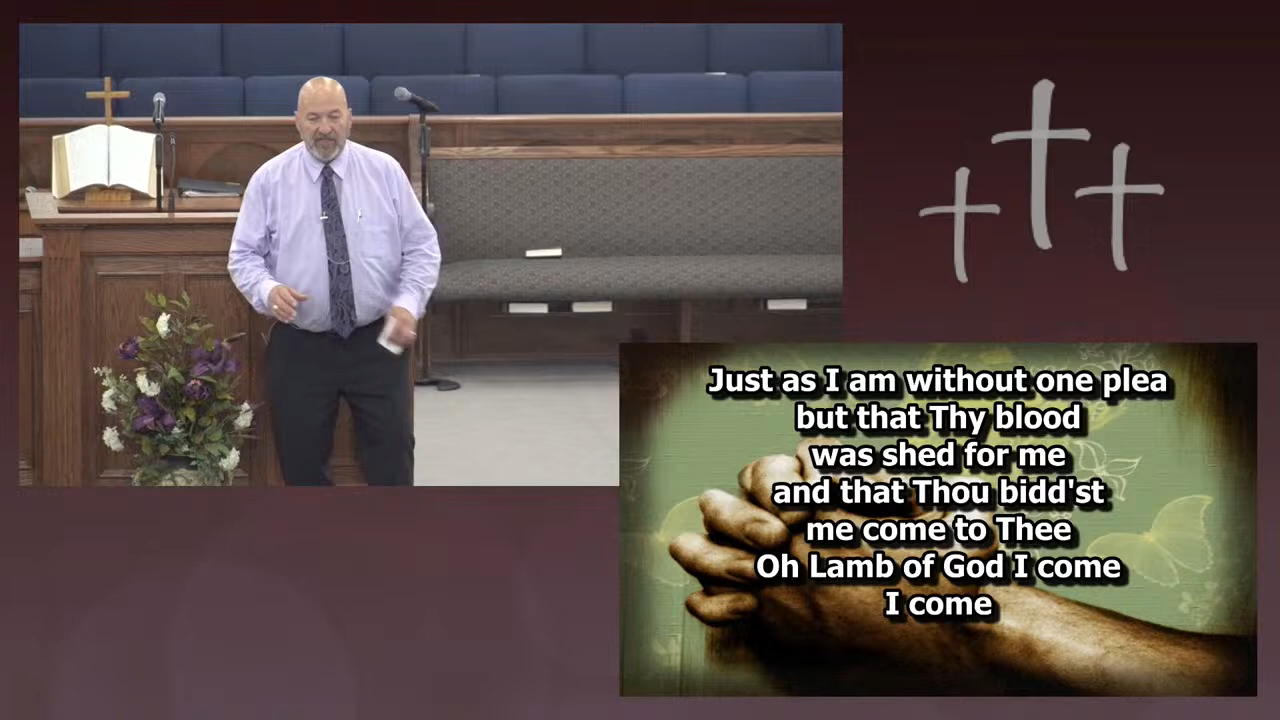 Just as I am without one plea
but that Thy blood
was shed for me
and that Thou bidd'st
me come to Thee
Oh Lamb of God I come
I come